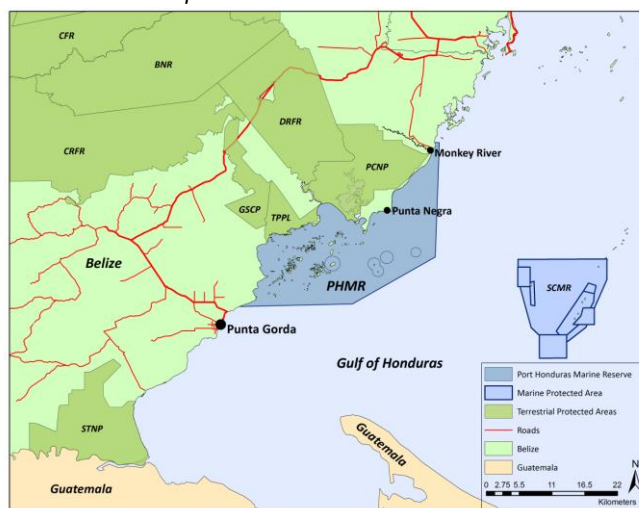 CFR
BNR
DRFR
CRFR
PCNP
Monkey River
GSCP
TPPL
Punta Negra
Belize
PHMR
SCMR
Punta Gorda
Gulf of Honduras
STNP
Guatemala
Guatemala
Port Honduras Marine Reserve
Marine Protected Area
Terrestrial Protected Areas
Roads
Belize
Guatemala
N
0 2.75 5.5 11 16.5 22
Kilometers